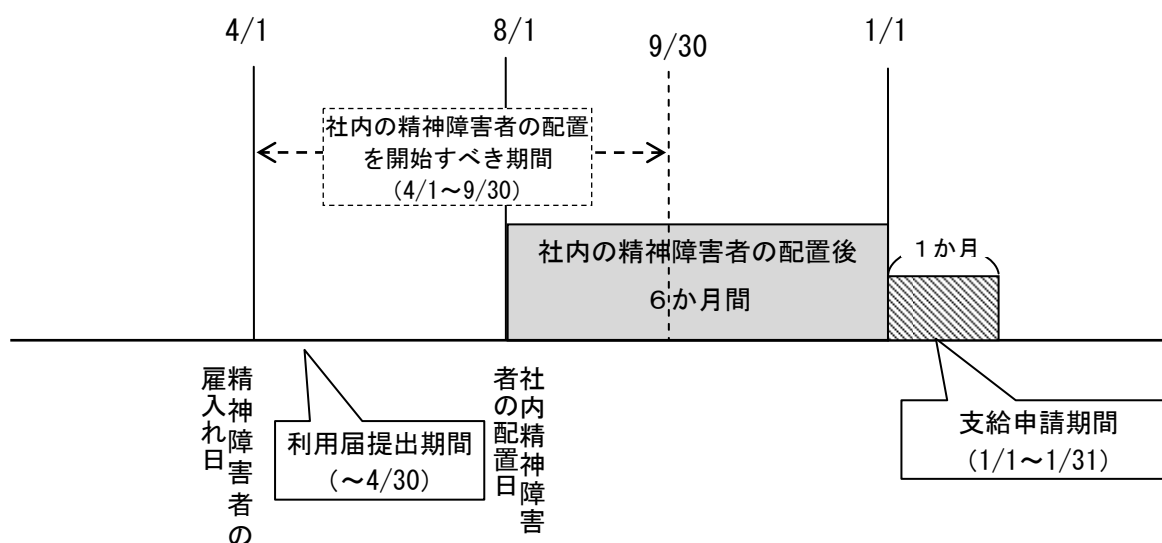 4/1
8/1
9/30
1/1
社内の精神障害者の配置
を開始すべき期間
(4/1～9/30)
社内の精神障害者の配置後
６か月間
１か月
精神障害者の
雇入れ日
利用届提出期間
(～4/30)
社内精神障害
者の配置日
支給申請期間
(1/1～1/31)